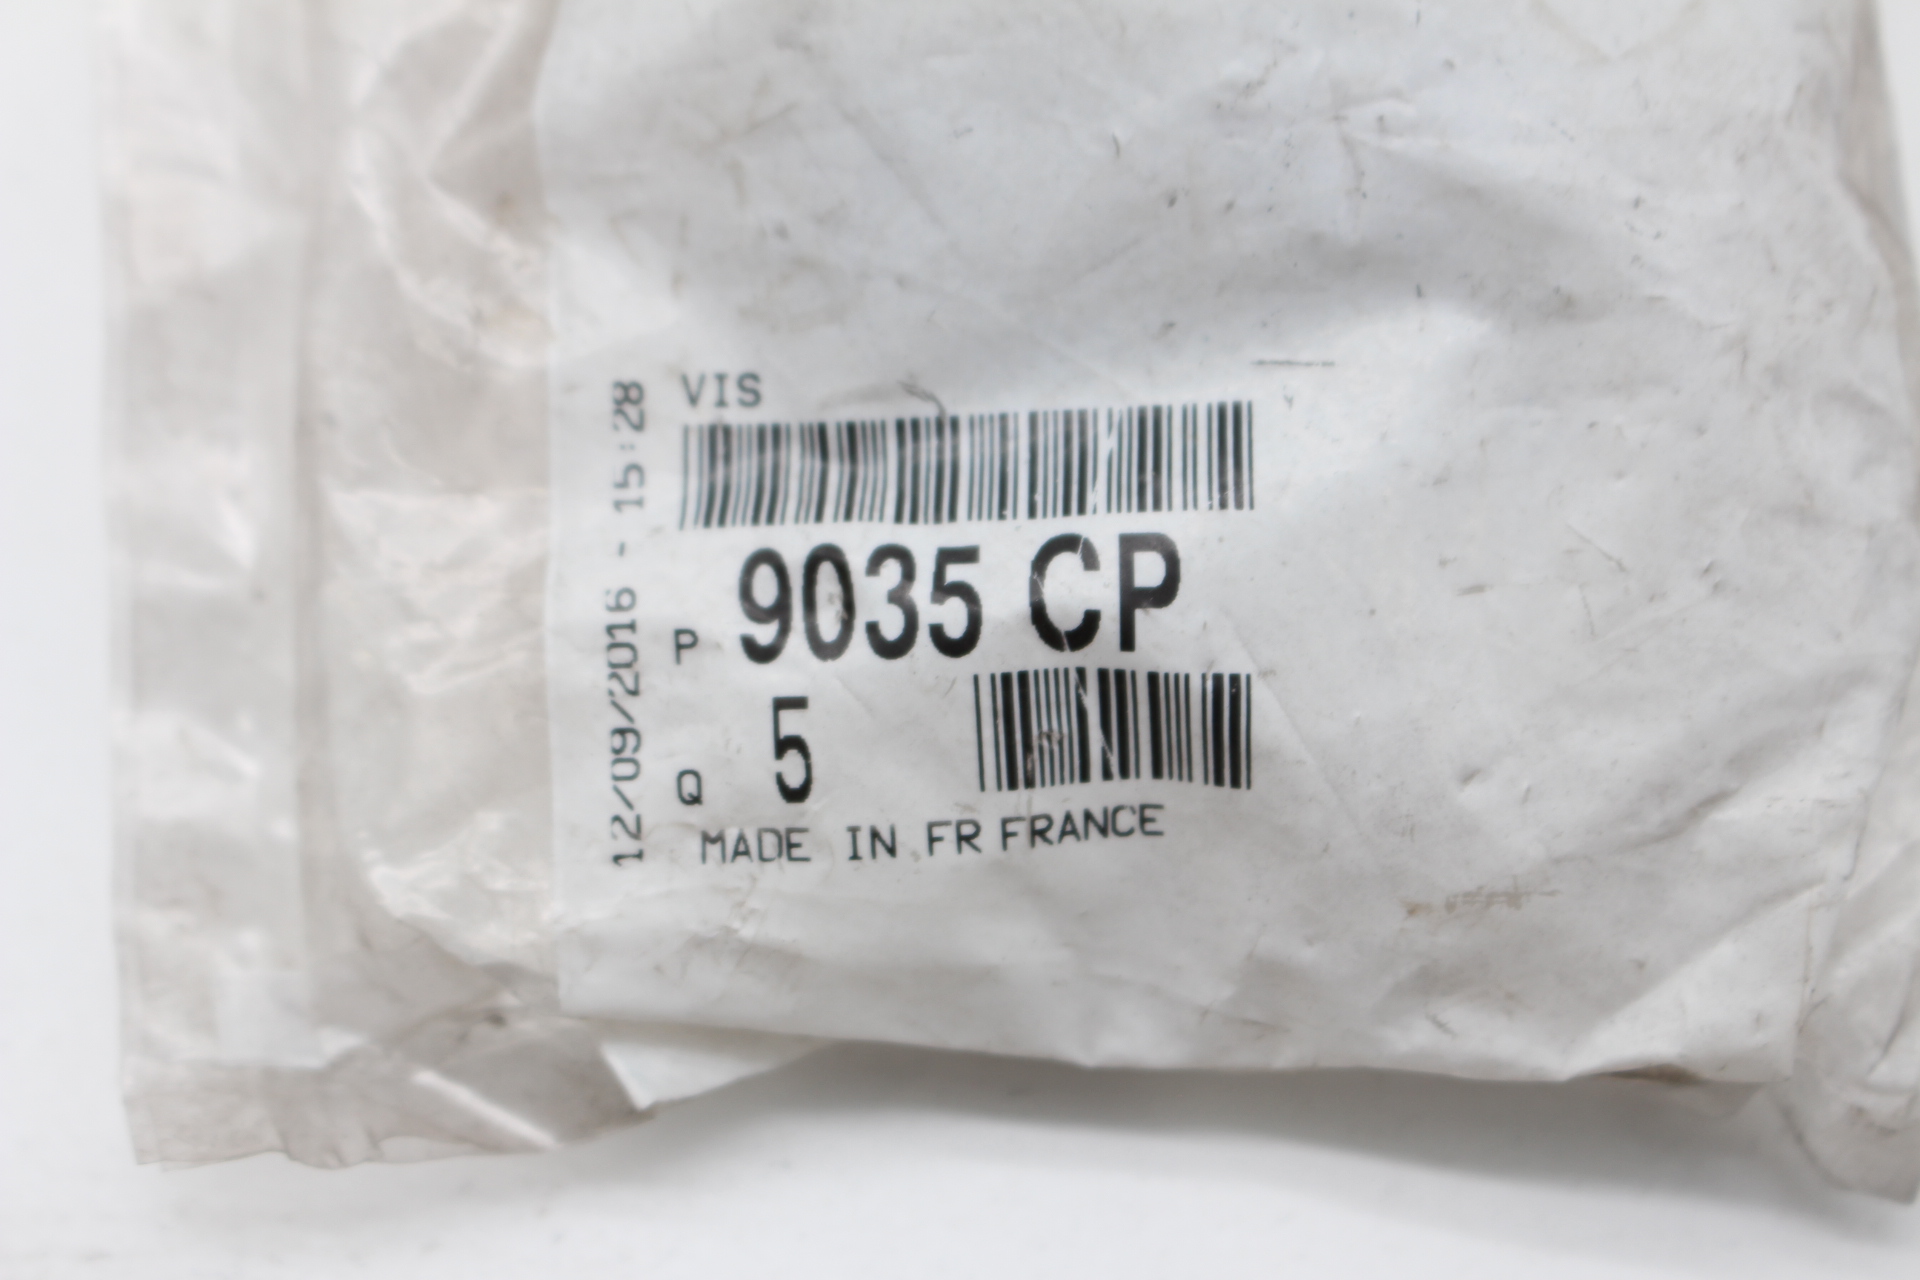 VIS
P 9035 CP
Q 5
MADE IN FR FRANCE
12/09/2016 - 15:28